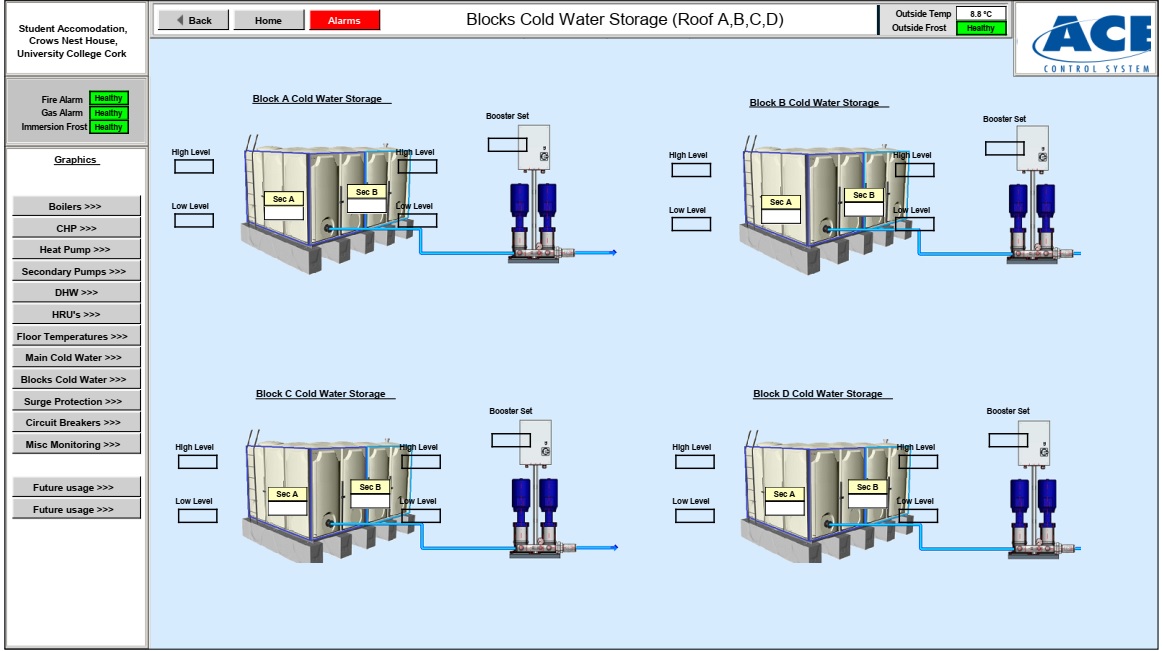 Student Accomodation,
Crows Nest House,
University College Cork
Back
Home
Alarms
Blocks Cold Water Storage (Roof A,B,C,D)
Outside Temp 8.8 °C
Outside Frost Healthy
ACE
CONTROL SYSTEM
Fire Alarm Healthy
Gas Alarm Healthy
Immersion Frost Healthy
Graphics
Boilers >>>
CHP >>>
Heat Pump >>>
Secondary Pumps >>>
DHW >>>
HRU's >>>
Floor Temperatures >>>
Main Cold Water >>>
Blocks Cold Water >>>
Surge Protection >>>
Circuit Breakers >>>
Misc Monitoring >>>
Future usage >>>
Future usage >>>
Block A Cold Water Storage
Booster Set
High Level
High Level
Sec A
Sec B
Low Level
Low Level
Block B Cold Water Storage
Booster Set
High Level
High Level
Sec A
Sec B
Low Level
Low Level
Block C Cold Water Storage
Booster Set
High Level
High Level
Sec A
Sec B
Low Level
Low Level
Block D Cold Water Storage
Booster Set
High Level
High Level
Sec A
Sec B
Low Level
Low Level